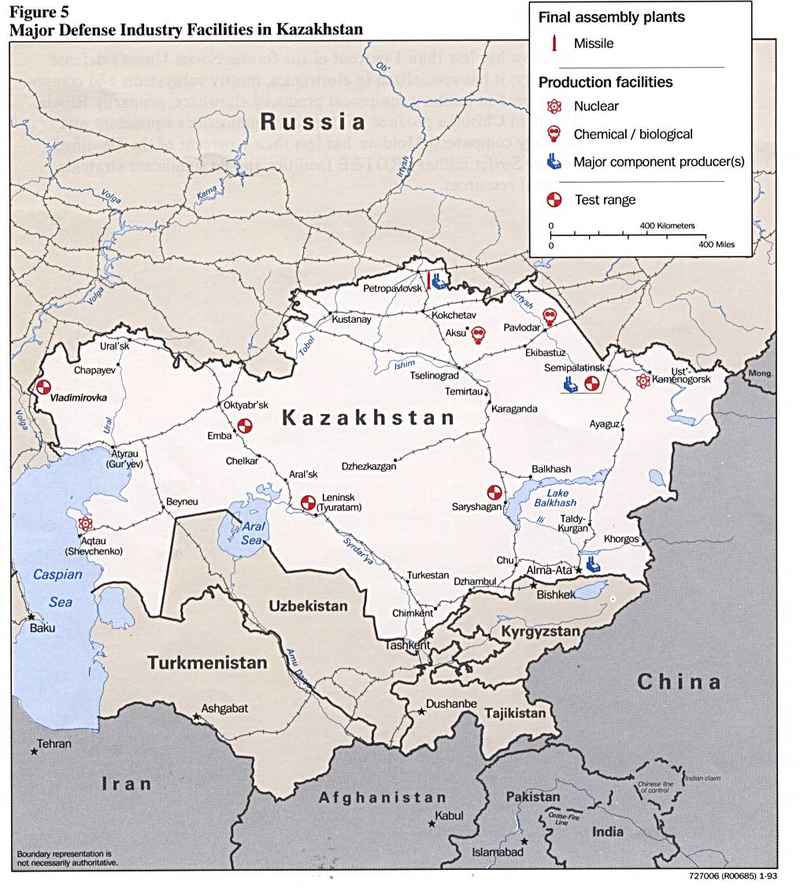 Figure 5
Major Defense Industry Facilities in Kazakhstan
Final assembly plants
Missile
Production facilities
Nuclear
Chemical / biological
Major component producer(s)
Test range
0 400 Kilometers
0 400 Miles
Ob'
Russia
Irtysh
Volga
Kama
Volga
Petropavlovsk
Irtysh
Kustanay
Kokchetav
Aksu
Pavlodar
Ural'sk
Tobol
Ekibastuz
Chapayev
Ishim
Tselinograd
Semipalatinsk
Ust'-
Kamenogorsk
Mong.
Vladimirovka
Temirtau
Oktyabr'sk
Karaganda
Volga
Ural
Kazakhstan
Emba
Ayaguz
Atyrau
(Gur'yev)
Chelkar
Dzhezkazgan
Aral'sk
Balkhash
Beyneu
Leninsk
(Tyuratam)
Saryshagan
Lake
Balkhash
Aral
Sea
Ili
Taldy-
Kurgan
Aqtau
(Shevchenko)
Syrdar'ya
Khorgos
Caspian
Sea
Chu
Alma-Ata
Turkestan
Dzhambul
Uzbekistan
Bishkek
Chimkent
Baku
Kyrgyzstan
Tashkent
Turkmenistan
Amu Darya
China
Dushanbe
Ashgabat
Tajikistan
Tehran
Iran
Afghanistan
Pakistan
Chinese line
of control
Indian claim
Kabul
Cease-Fire
Line
India
Islamabad
Boundary representation is
not necessarily authoritative.
727006 (R00685) 1-93